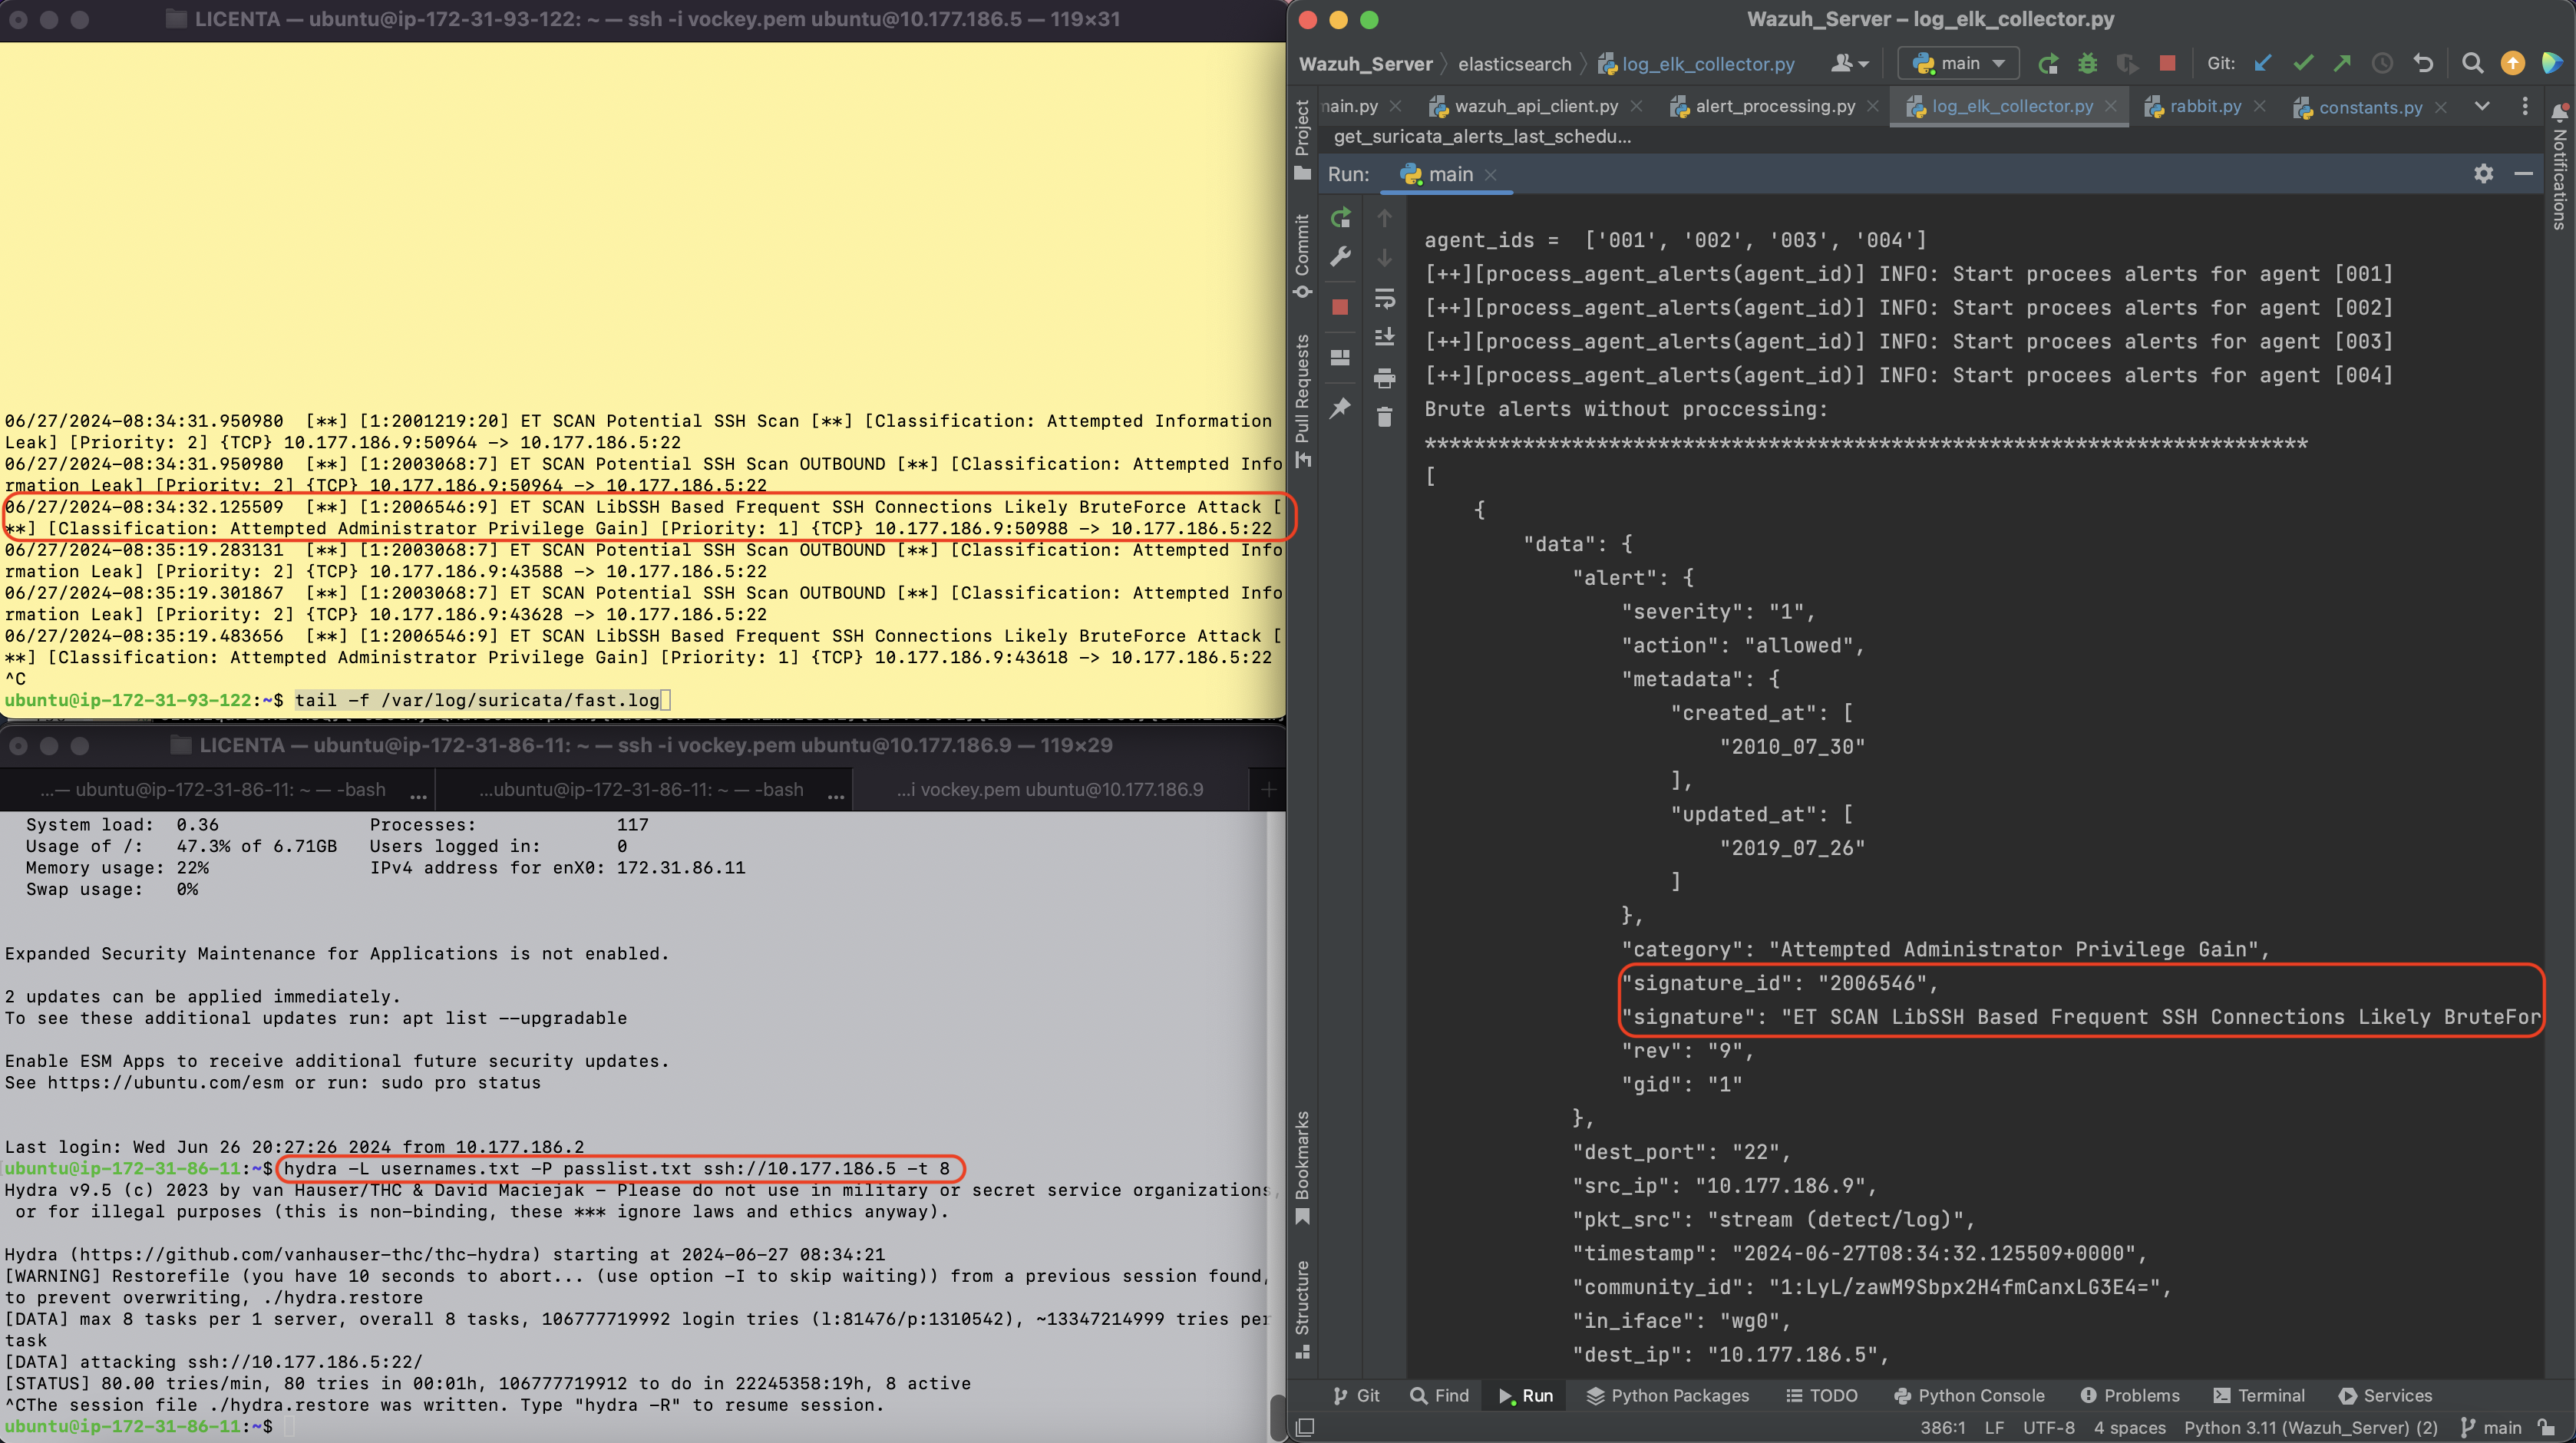 LICENTA — ubuntu@ip-172-31-93-122: ~ — ssh -i vockey.pem ubuntu@10.177.186.5 — 119×31
06/27/2024-08:34:31.950980  [**] [1:2001219:20] ET SCAN Potential SSH Scan [**] [Classification: Attempted Information
Leak] [Priority: 2] {TCP} 10.177.186.9:50964 -> 10.177.186.5:22
06/27/2024-08:34:31.950980  [**] [1:2003068:7] ET SCAN Potential SSH Scan OUTBOUND [**] [Classification: Attempted Info
rmation Leak] [Priority: 2] {TCP} 10.177.186.9:50964 -> 10.177.186.5:22
06/27/2024-08:34:32.125509  [**] [1:2006546:9] ET SCAN LibSSH Based Frequent SSH Connections Likely BruteForce Attack [
**] [Classification: Attempted Administrator Privilege Gain] [Priority: 1] {TCP} 10.177.186.9:50988 -> 10.177.186.5:22
06/27/2024-08:35:19.283131  [**] [1:2003068:7] ET SCAN Potential SSH Scan OUTBOUND [**] [Classification: Attempted Info
rmation Leak] [Priority: 2] {TCP} 10.177.186.9:43588 -> 10.177.186.5:22
06/27/2024-08:35:19.301867  [**] [1:2003068:7] ET SCAN Potential SSH Scan OUTBOUND [**] [Classification: Attempted Info
rmation Leak] [Priority: 2] {TCP} 10.177.186.9:43628 -> 10.177.186.5:22
06/27/2024-08:35:19.483656  [**] [1:2006546:9] ET SCAN LibSSH Based Frequent SSH Connections Likely BruteForce Attack [
**] [Classification: Attempted Administrator Privilege Gain] [Priority: 1] {TCP} 10.177.186.9:43618 -> 10.177.186.5:22
^C
ubuntu@ip-172-31-93-122:~$ tail -f /var/log/suricata/fast.log
LICENTA — ubuntu@ip-172-31-86-11: ~ — ssh -i vockey.pem ubuntu@10.177.186.9 — 119×29
...— ubuntu@ip-172-31-86-11: ~ — -bash ... ...ubuntu@ip-172-31-86-11: ~ — -bash ... ...i vockey.pem ubuntu@10.177.186.9 +
System load:  0.36 Processes: 117
Usage of /:   47.3% of 6.71GB Users logged in: 0
Memory usage: 22% IPv4 address for enX0: 172.31.86.11
Swap usage:   0%
Expanded Security Maintenance for Applications is not enabled.
2 updates can be applied immediately.
To see these additional updates run: apt list --upgradable
Enable ESM Apps to receive additional future security updates.
See https://ubuntu.com/esm or run: sudo pro status
Last login: Wed Jun 26 20:27:26 2024 from 10.177.186.2
ubuntu@ip-172-31-86-11:~$ hydra -L usernames.txt -P passlist.txt ssh://10.177.186.5 -t 8
Hydra v9.5 (c) 2023 by van Hauser/THC & David Maciejak - Please do not use in military or secret service organizations,
or for illegal purposes (this is non-binding, these *** ignore laws and ethics anyway).
Hydra (https://github.com/vanhauser-thc/thc-hydra) starting at 2024-06-27 08:34:21
[WARNING] Restorefile (you have 10 seconds to abort... (use option -I to skip waiting)) from a previous session found,
to prevent overwriting, ./hydra.restore
[DATA] max 8 tasks per 1 server, overall 8 tasks, 106777719992 login tries (l:81476/p:1310542), ~13347214999 tries per
task
[DATA] attacking ssh://10.177.186.5:22/
[STATUS] 80.00 tries/min, 80 tries in 00:01h, 106777719912 to do in 22245358:19h, 8 active
^CThe session file ./hydra.restore was written. Type "hydra -R" to resume session.
ubuntu@ip-172-31-86-11:~$
Wazuh_Server – log_elk_collector.py
Wazuh_Server elasticsearch log_elk_collector.py main Git:
main.py wazuh_api_client.py alert_processing.py log_elk_collector.py rabbit.py constants.py
get_suricata_alerts_last_schedu...
Run: main
Project
Commit
Pull Requests
Bookmarks
Structure
Notifications
agent_ids =  ['001', '002', '003', '004']
[++][process_agent_alerts(agent_id)] INFO: Start procees alerts for agent [001]
[++][process_agent_alerts(agent_id)] INFO: Start procees alerts for agent [002]
[++][process_agent_alerts(agent_id)] INFO: Start procees alerts for agent [003]
[++][process_agent_alerts(agent_id)] INFO: Start procees alerts for agent [004]
Brute alerts without proccessing:
************************************************************************
[
{
"data": {
"alert": {
"severity": "1",
"action": "allowed",
"metadata": {
"created_at": [
"2010_07_30"
],
"updated_at": [
"2019_07_26"
]
},
"category": "Attempted Administrator Privilege Gain",
"signature_id": "2006546",
"signature": "ET SCAN LibSSH Based Frequent SSH Connections Likely BruteFor
"rev": "9",
"gid": "1"
},
"dest_port": "22",
"src_ip": "10.177.186.9",
"pkt_src": "stream (detect/log)",
"timestamp": "2024-06-27T08:34:32.125509+0000",
"community_id": "1:LyL/zawM9Sbpx2H4fmCanxLG3E4=",
"in_iface": "wg0",
"dest_ip": "10.177.186.5",
Git Find Run Python Packages TODO Python Console Problems Terminal Services
386:1 LF UTF-8 4 spaces Python 3.11 (Wazuh_Server) (2) main